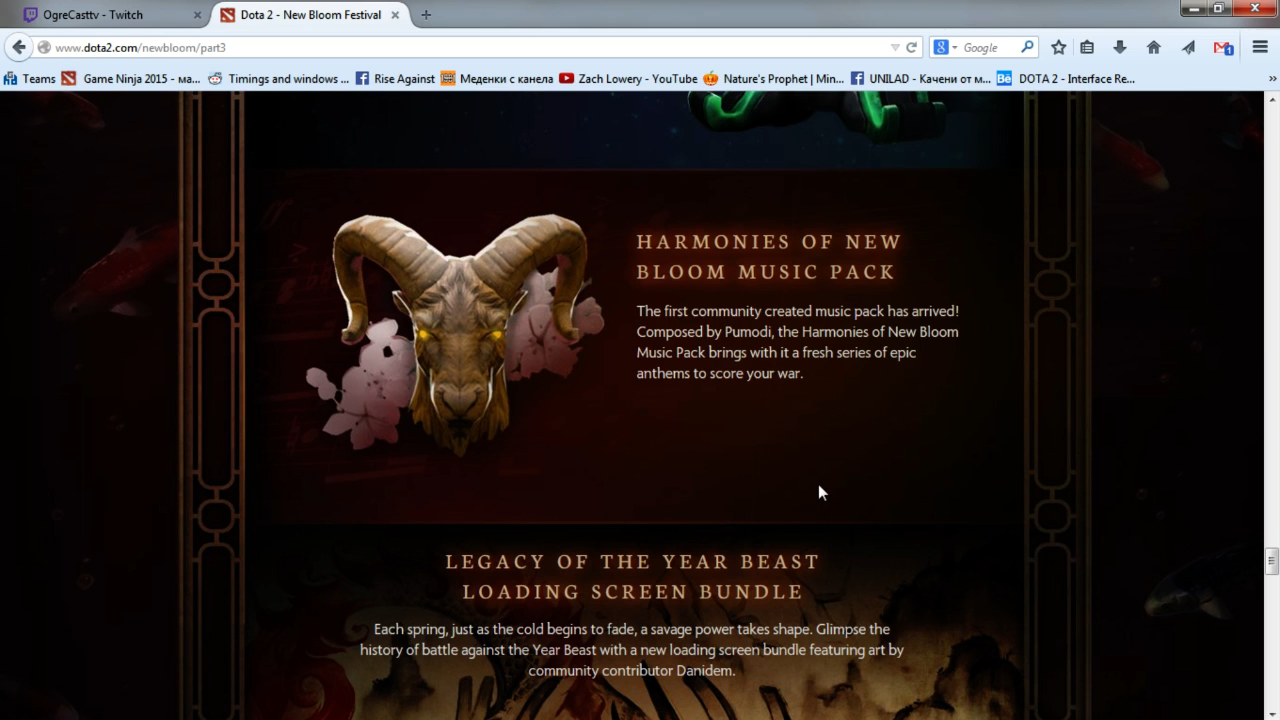 OgreCasttv - Twitch
Dota 2 - New Bloom Festival
www.dota2.com/newbloom/part3
Google
1
Teams
Game Ninja 2015 - ма...
Timings and windows ...
Rise Against
Меденки с канела
Zach Lowery - YouTube
Nature's Prophet | Min...
UNILAD - Качени от м...
Bē
DOTA 2 - Interface Re...
HARMONIES OF NEW
BLOOM MUSIC PACK
The first community created music pack has arrived!
Composed by Pumodi, the Harmonies of New Bloom
Music Pack brings with it a fresh series of epic
anthems to score your war.
LEGACY OF THE YEAR BEAST
LOADING SCREEN BUNDLE
Each spring, just as the cold begins to fade, a savage power takes shape. Glimpse the
history of battle against the Year Beast with a new loading screen bundle featuring art by
community contributor Danidem.